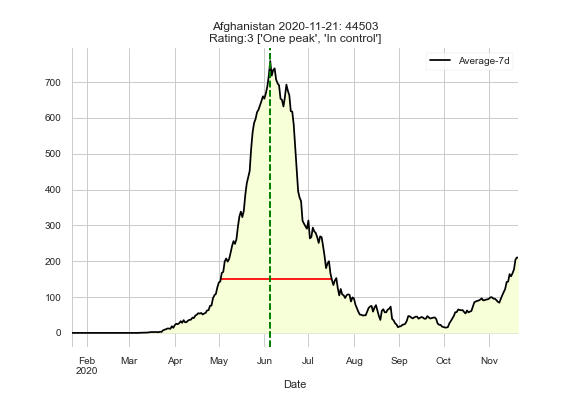 Afghanistan 2020-11-21: 44503
Rating:3 ['One peak', 'In control']
Average-7d
700
600
500
400
300
200
100
0
Feb Mar Apr May Jun Jul Aug Sep Oct Nov
2020
Date